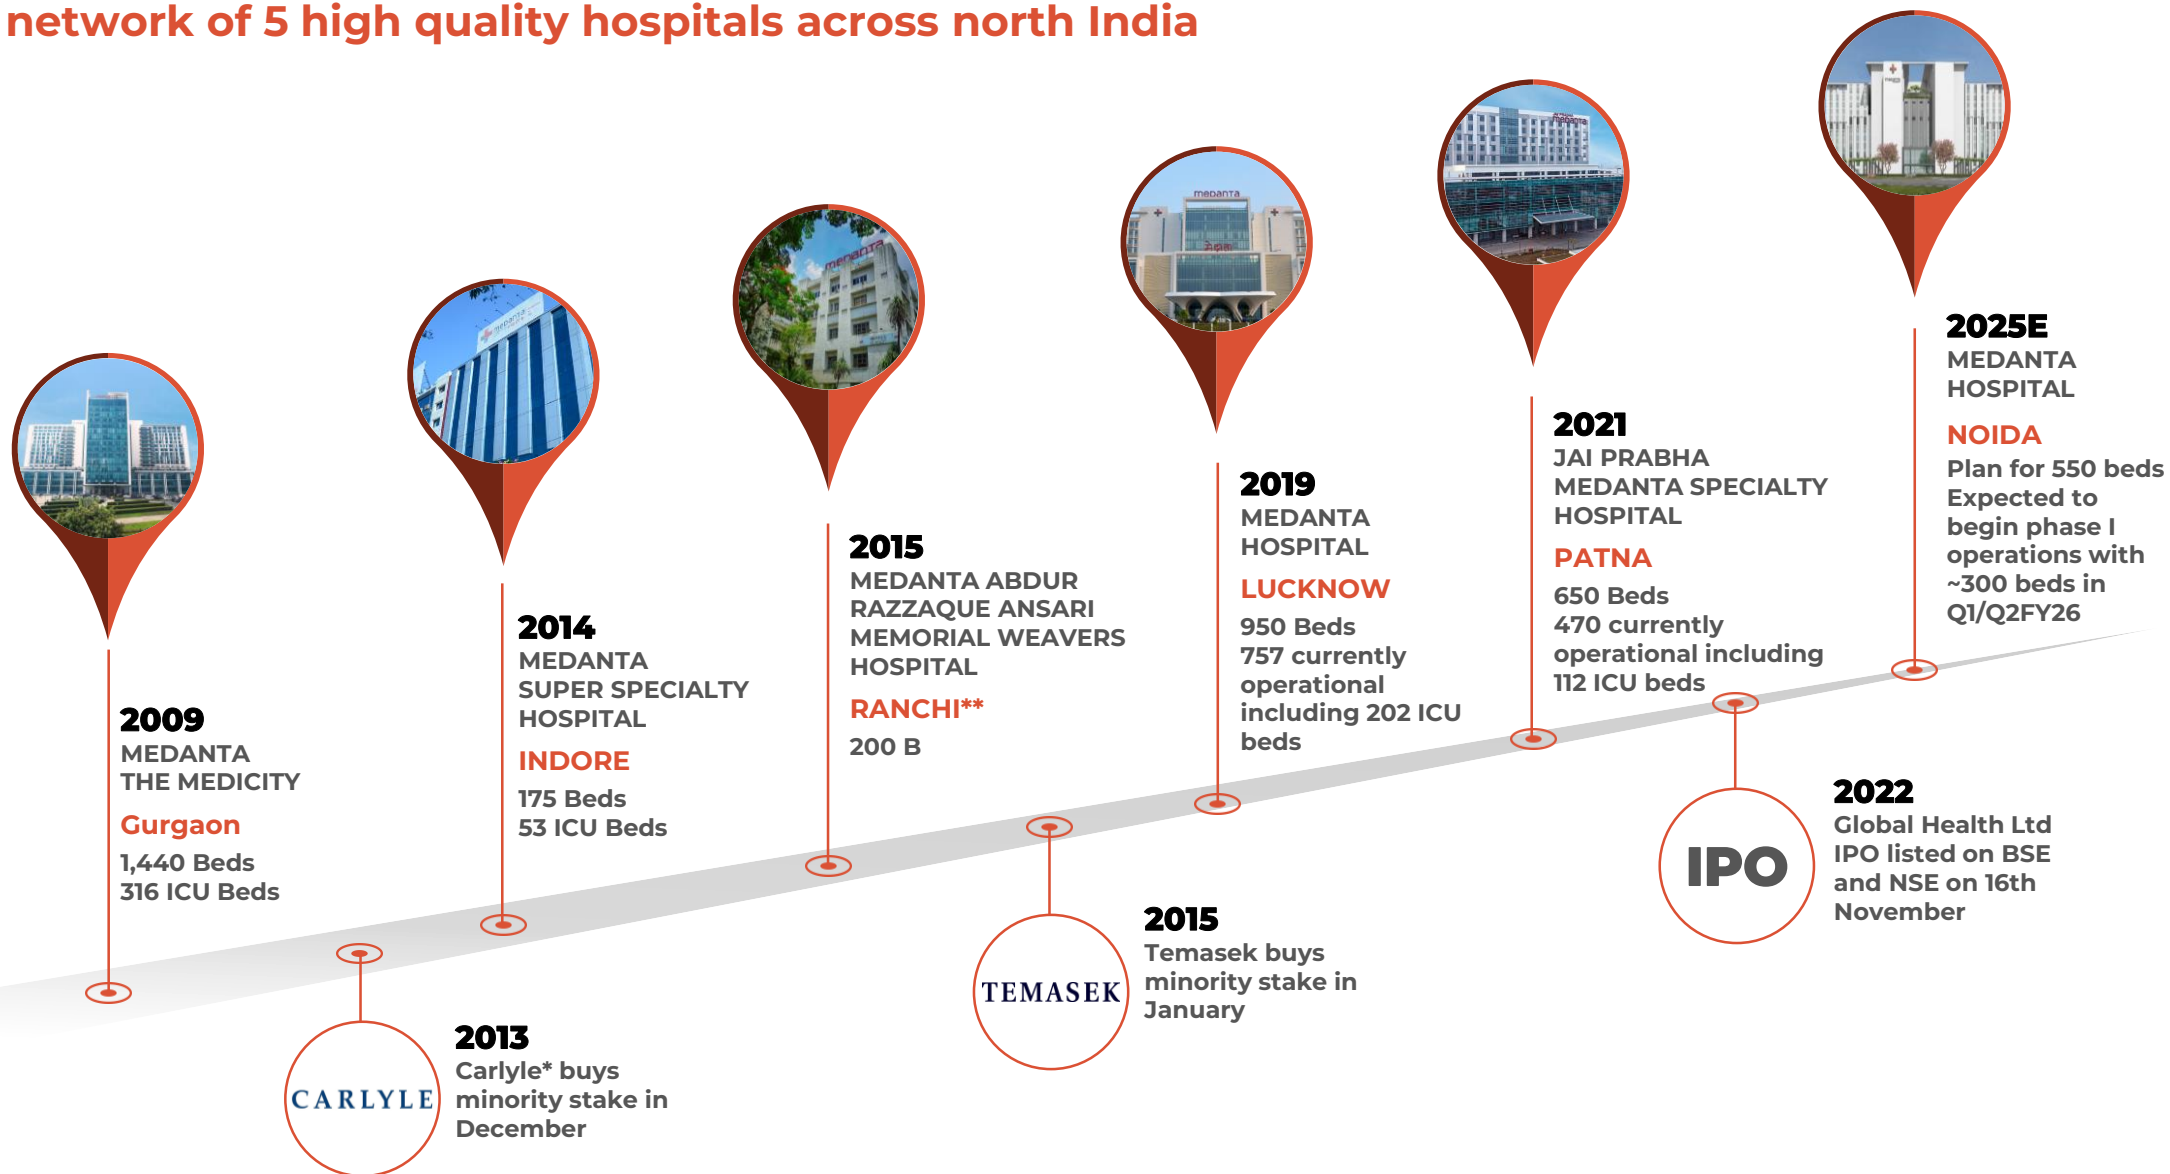 network of 5 high quality hospitals across north India
2009
MEDANTA
THE MEDICITY
Gurgaon
1,440 Beds
316 ICU Beds
CARLYLE
2013
Carlyle* buys
minority stake in
December
medanta
2014
MEDANTA
SUPER SPECIALTY
HOSPITAL
INDORE
175 Beds
53 ICU Beds
medanta
2015
MEDANTA ABDUR
RAZZAQUE ANSARI
MEMORIAL WEAVERS
HOSPITAL
RANCHI**
200 B
TEMASEK
2015
Temasek buys
minority stake in
January
medanta
मेदांता
2019
MEDANTA
HOSPITAL
LUCKNOW
950 Beds
757 currently
operational
including 202 ICU
beds
medanta
2021
JAI PRABHA
MEDANTA SPECIALTY
HOSPITAL
PATNA
650 Beds
470 currently
operational including
112 ICU beds
IPO
2022
Global Health Ltd
IPO listed on BSE
and NSE on 16th
November
2025E
MEDANTA
HOSPITAL
NOIDA
Plan for 550 beds
Expected to
begin phase I
operations with
~300 beds in
Q1/Q2FY26